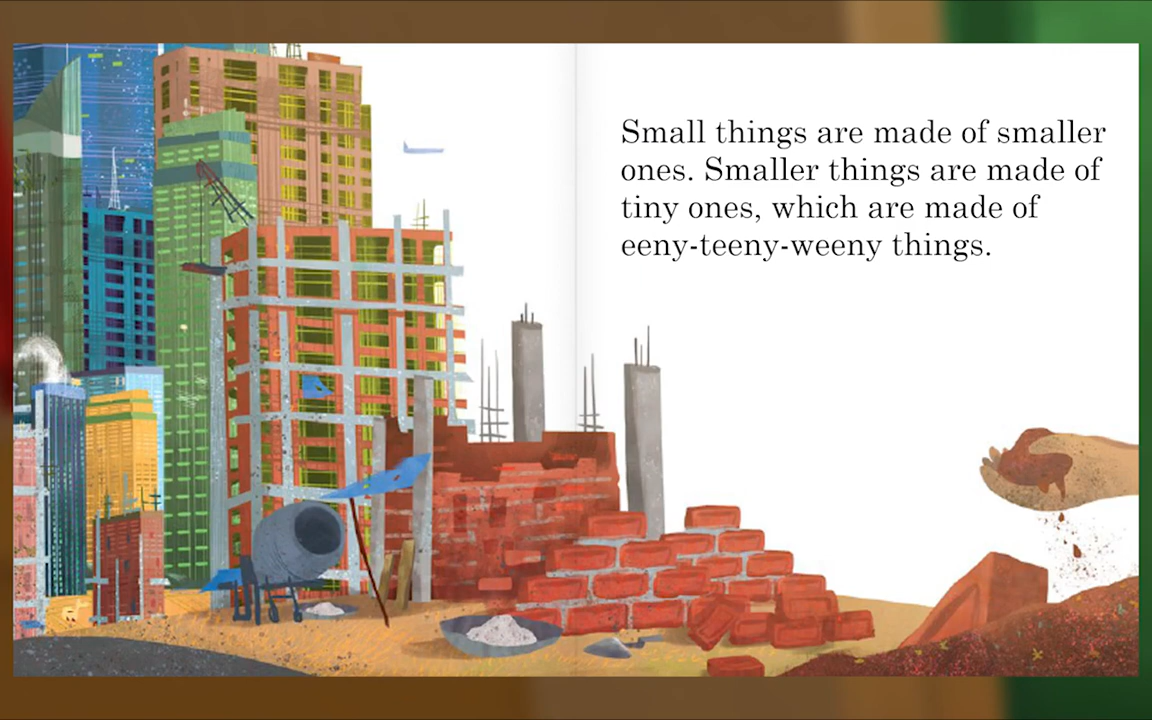 Small things are made of smaller
ones. Smaller things are made of
tiny ones, which are made of
eeny-teeny-weeny things.